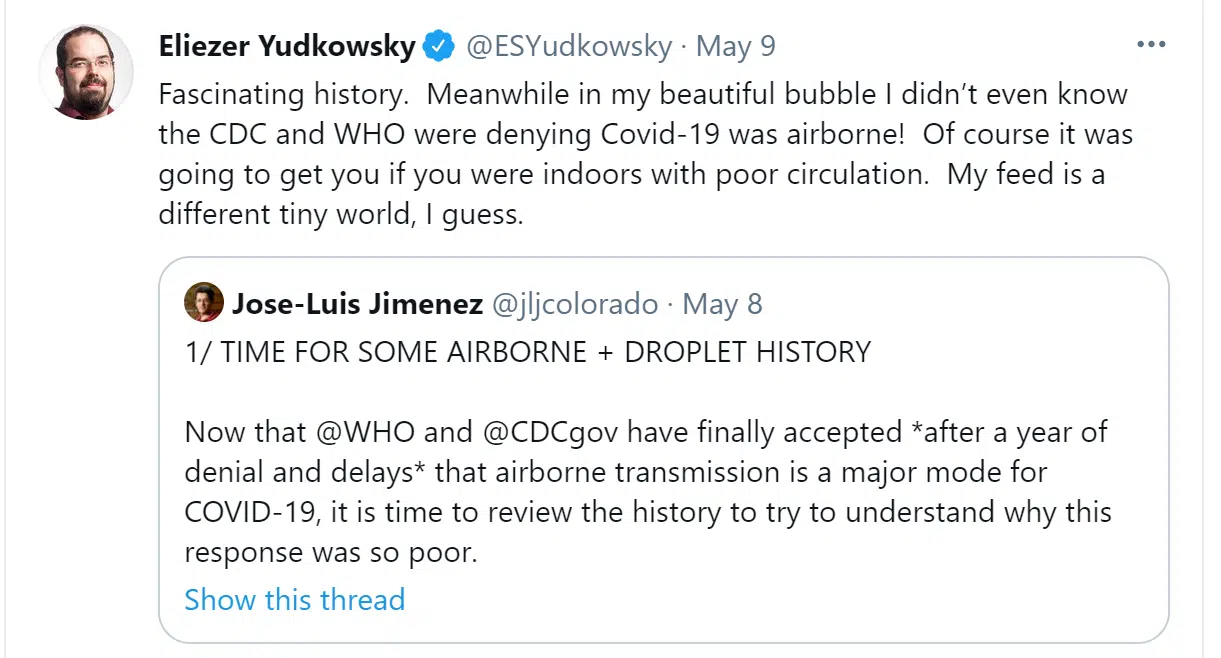 Eliezer Yudkowsky @ESYudkowsky · May 9
Fascinating history.  Meanwhile in my beautiful bubble I didn’t even know
the CDC and WHO were denying Covid-19 was airborne!  Of course it was
going to get you if you were indoors with poor circulation.  My feed is a
different tiny world, I guess.
Jose-Luis Jimenez @jljcolorado · May 8
1/ TIME FOR SOME AIRBORNE + DROPLET HISTORY
Now that @WHO and @CDCgov have finally accepted *after a year of
denial and delays* that airborne transmission is a major mode for
COVID-19, it is time to review the history to try to understand why this
response was so poor.
Show this thread